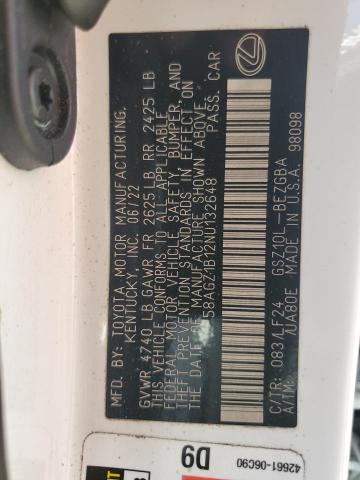 MFD. BY: TOYOTA MOTOR MANUFACTURING,
KENTUCKY, INC. 06/22
GVWR 4740 LB GAWR FR 2625 LB RR 2425 LB
THIS VEHICLE CONFORMS TO ALL APPLICABLE
FEDERAL MOTOR VEHICLE SAFETY, BUMPER, AND
THEFT PREVENTION STANDARDS IN EFFECT ON
THE DATE OF MANUFACTURE SHOWN ABOVE.
58AGZ1B12NU132648 PASS. CAR
C/TR: 083 /LF24 GSZ10L-BEZGBA
A/TM: /UA80E MADE IN U.S.A. 98098
D9 42661-06C90